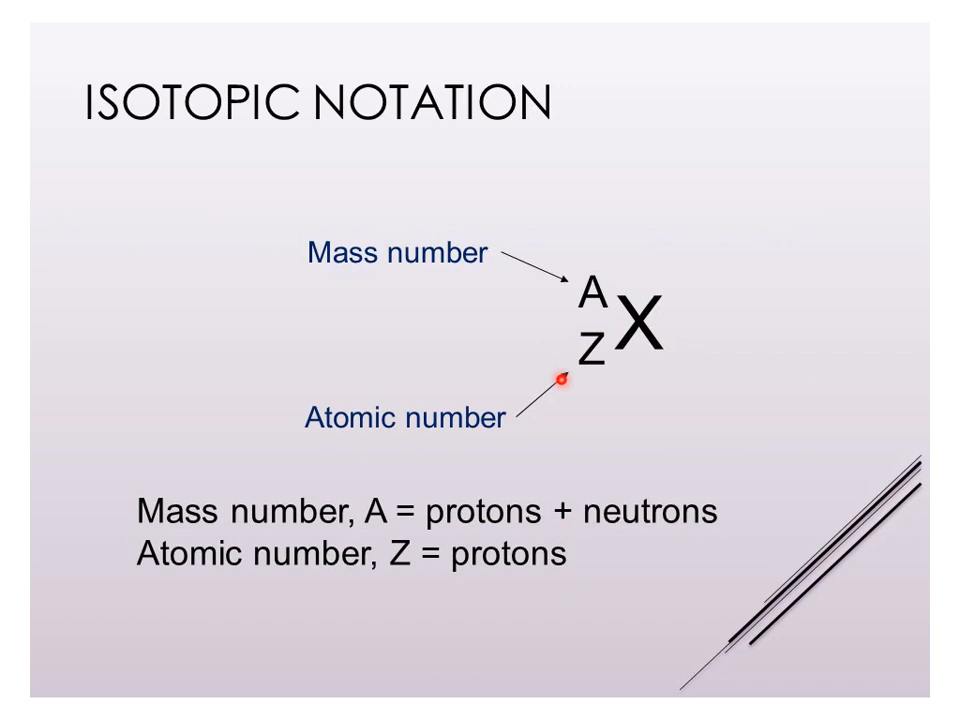 ISOTOPIC NOTATION
Mass number
A
X
Z
Atomic number
Mass number, A = protons + neutrons
Atomic number, Z = protons